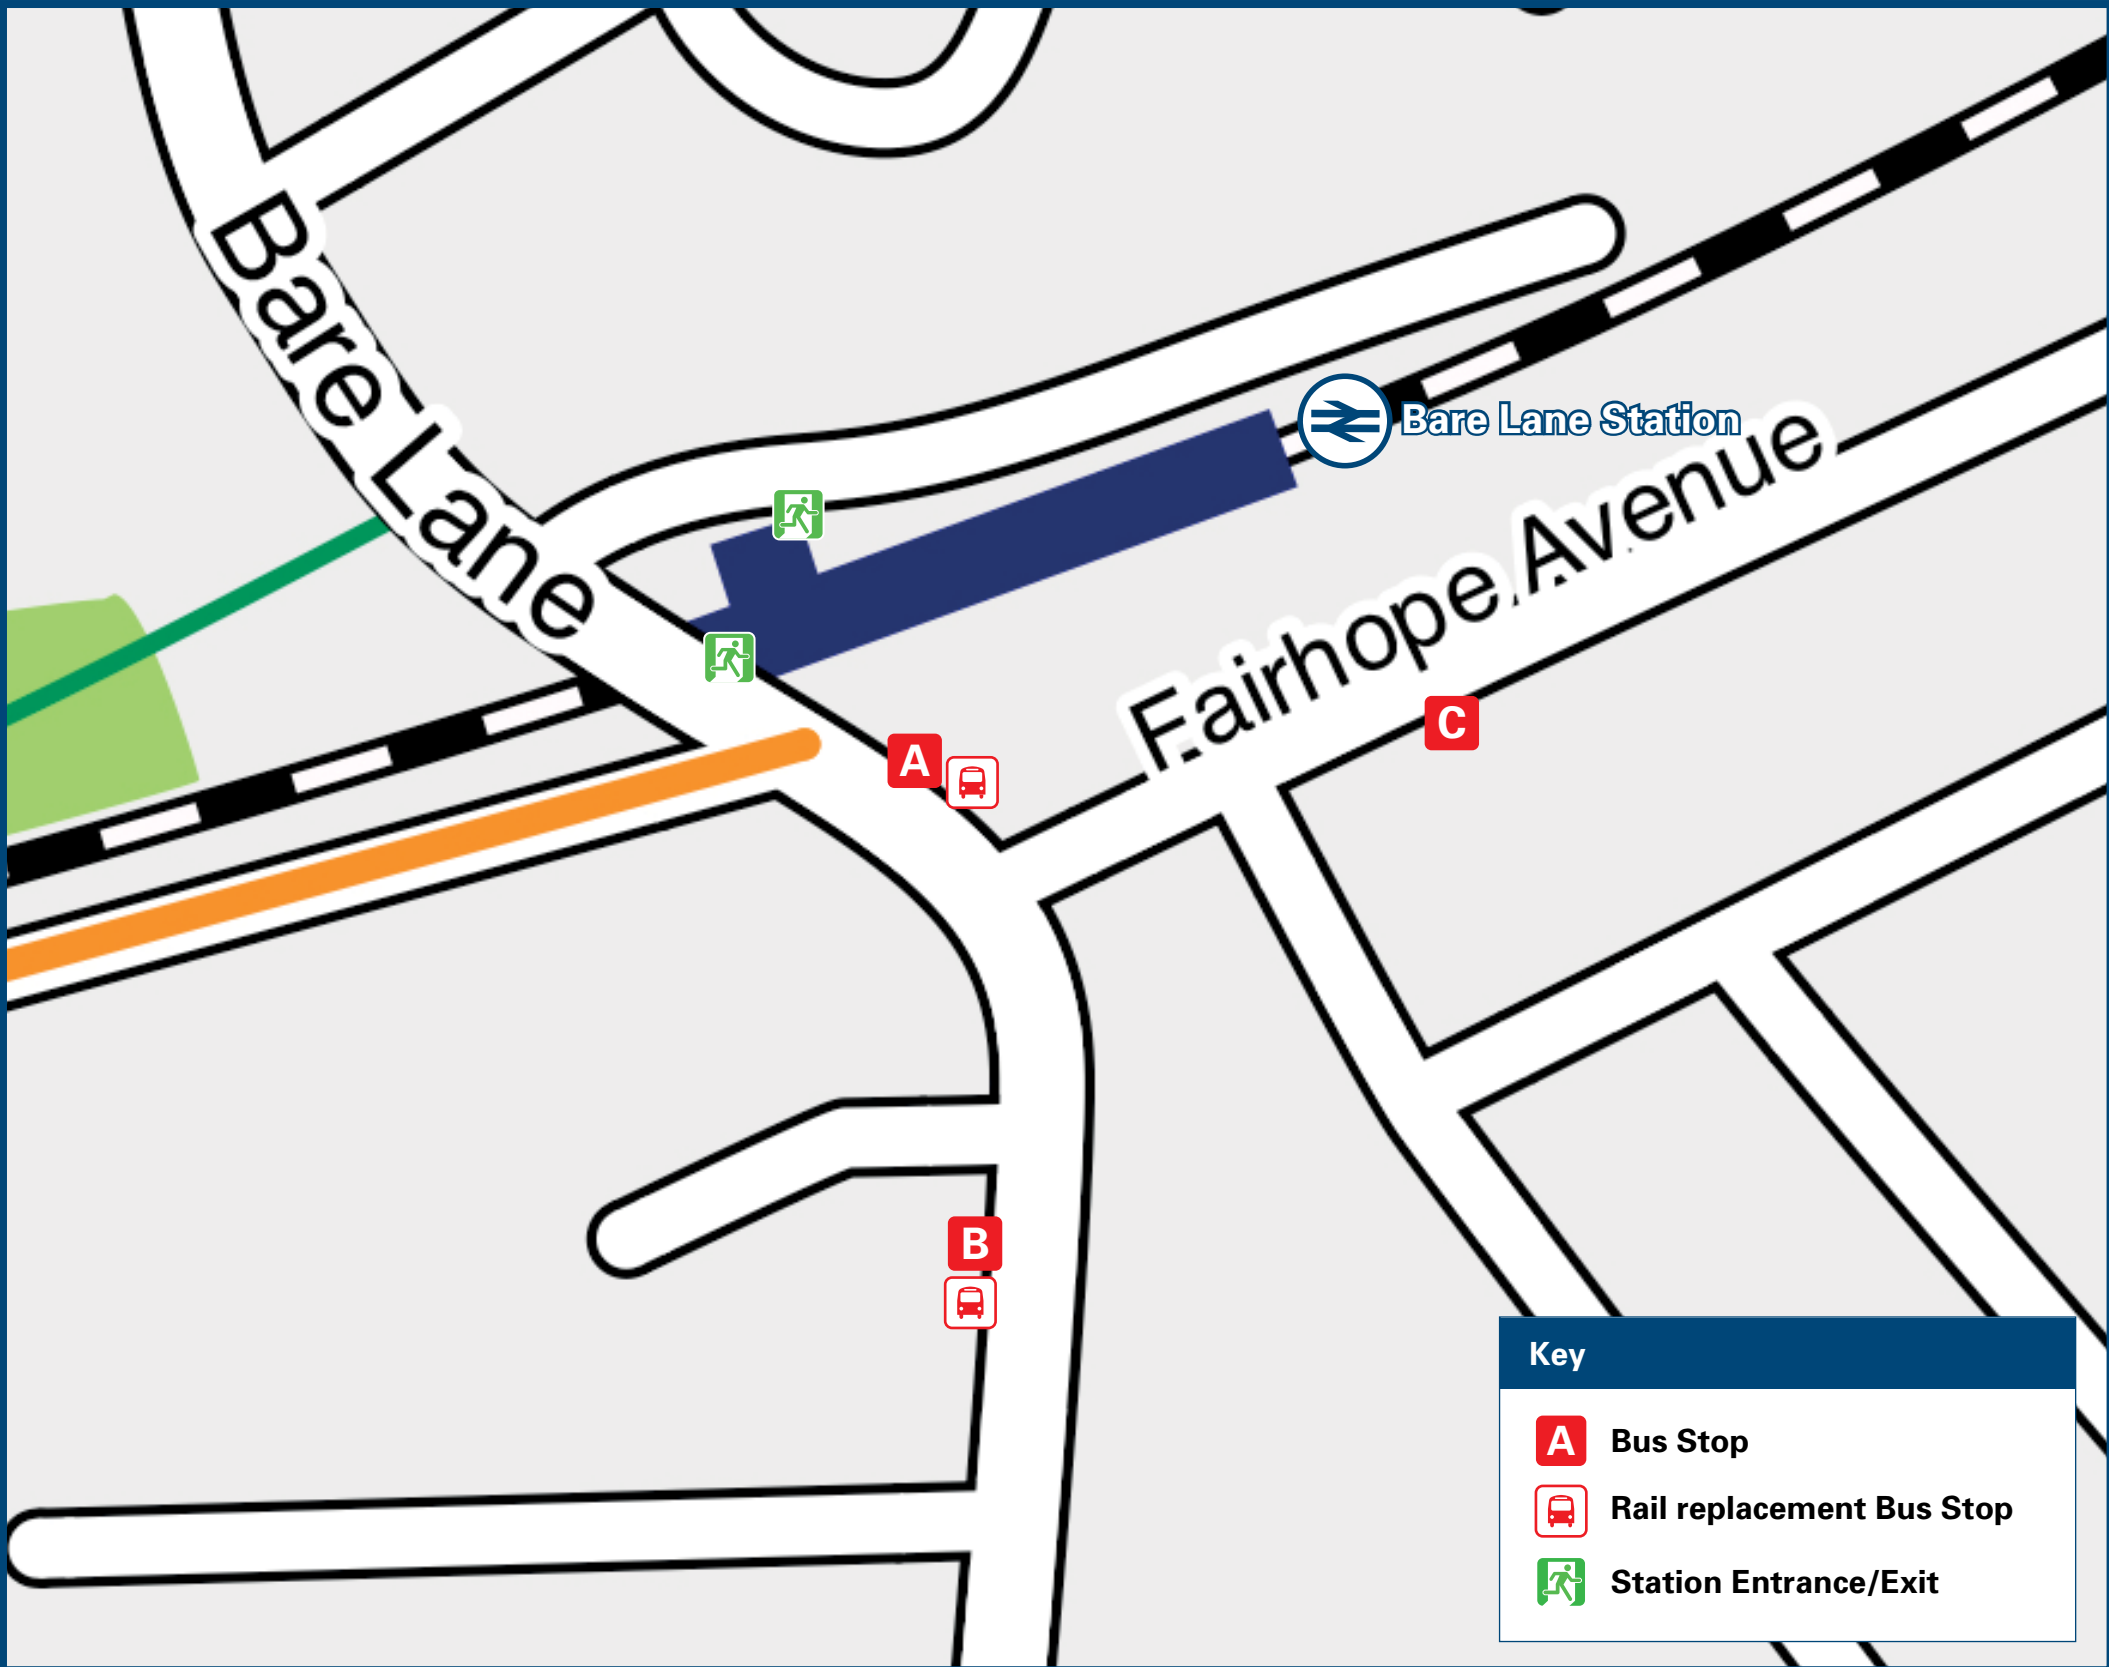 Bare Lane
Bare Lane Station
Fairhope Avenue
A
C
B
Key
A Bus Stop
Rail replacement Bus Stop
Station Entrance/Exit